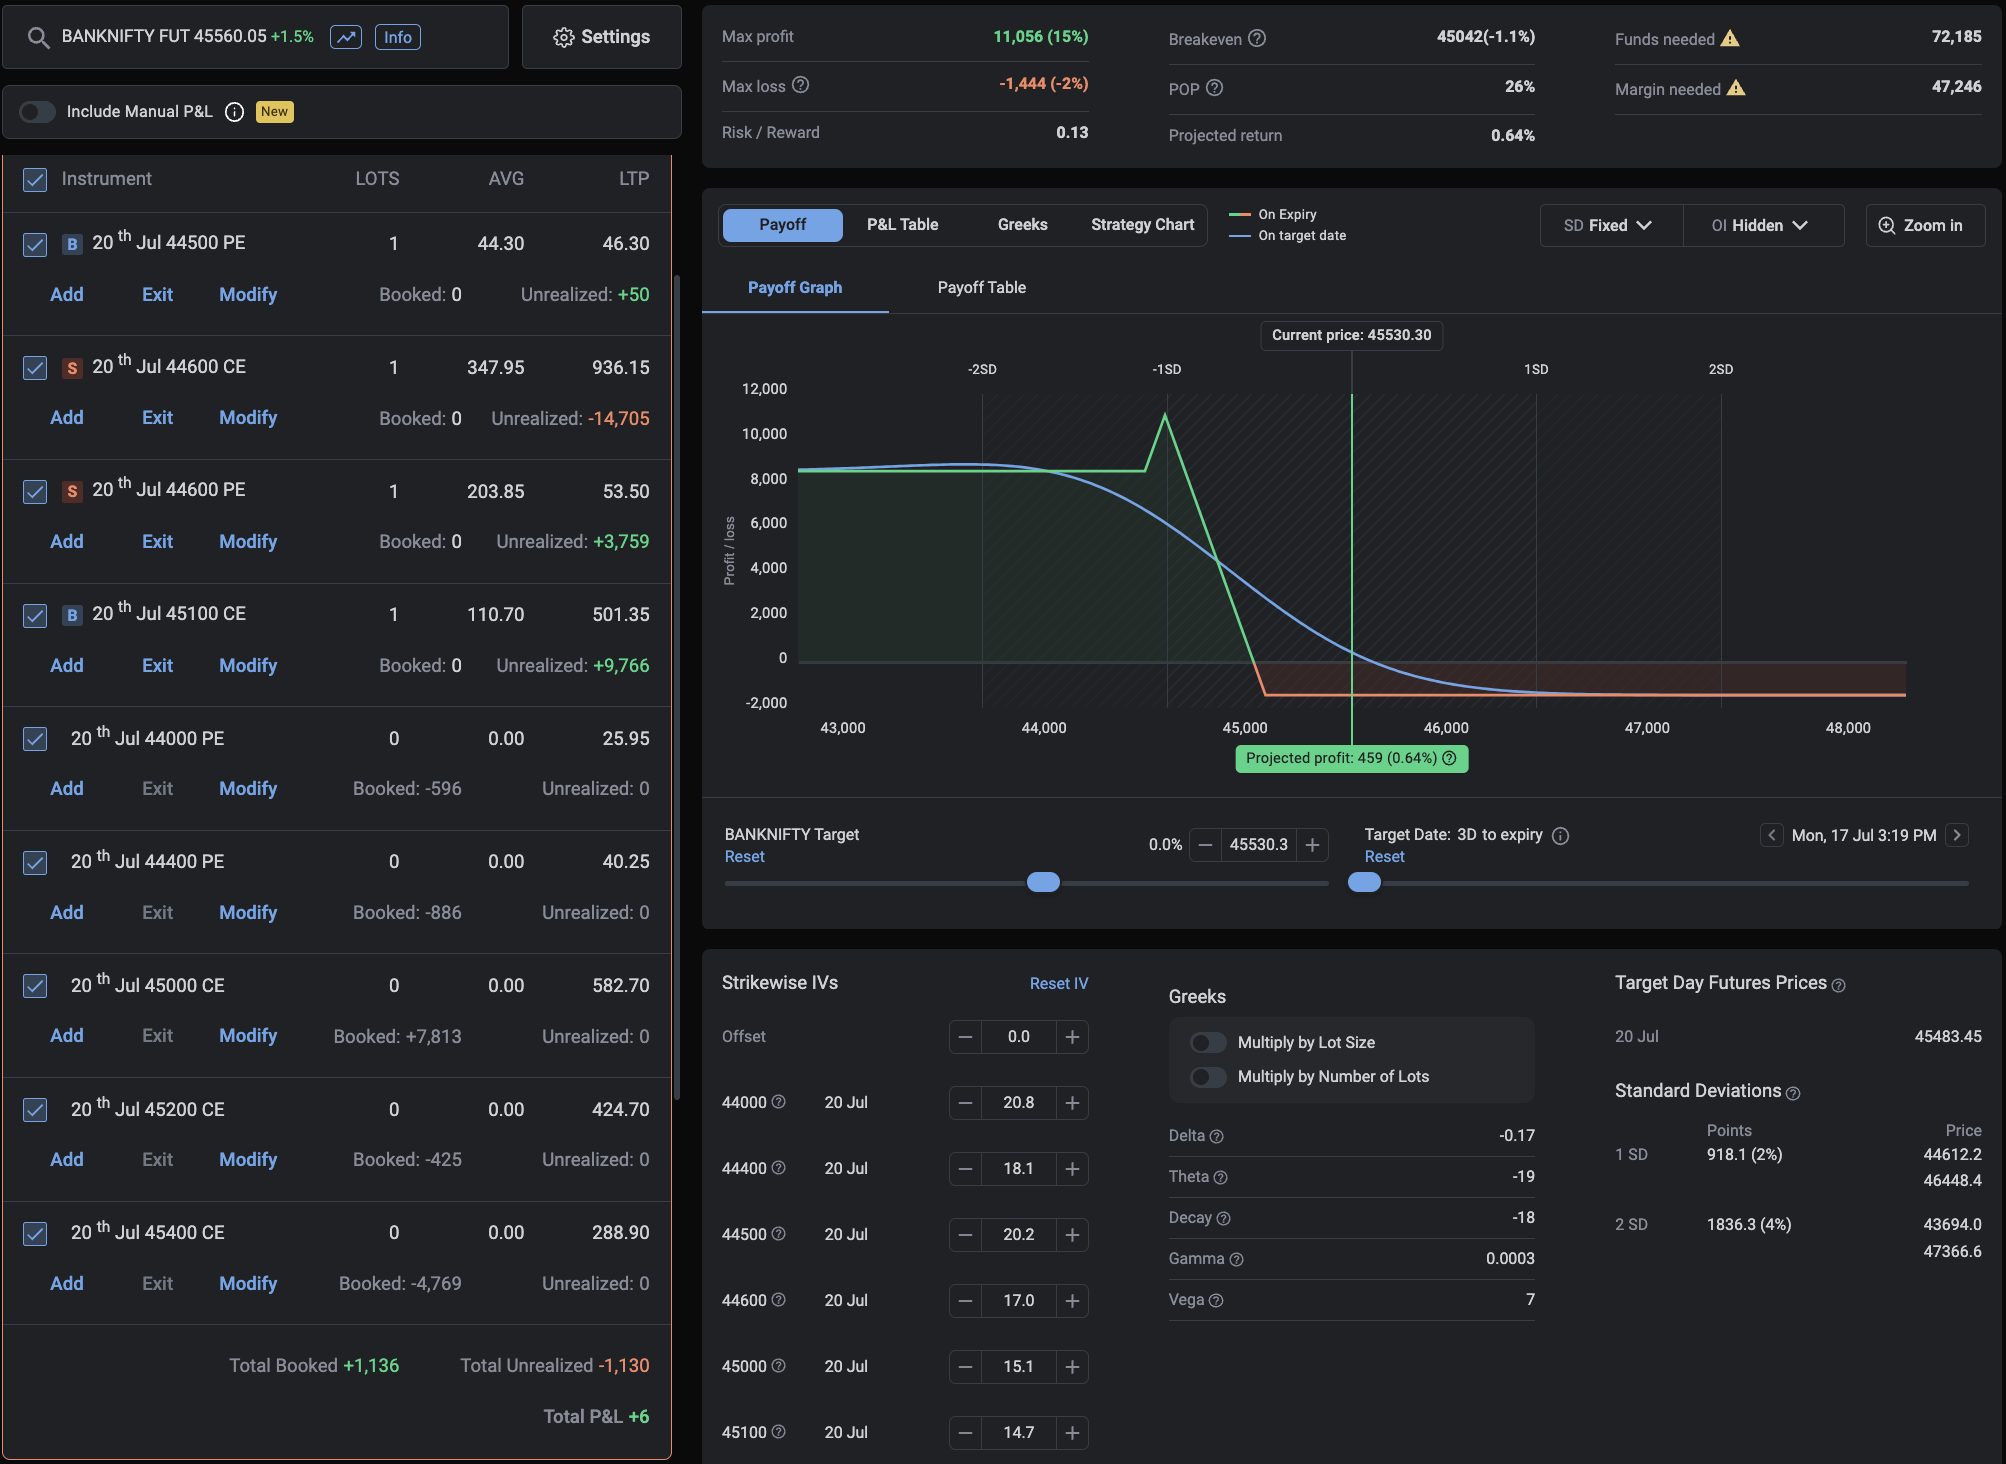 BANKNIFTY FUT 45560.05 +1.5% Info
Settings
Include Manual P&L New
Instrument LOTS AVG LTP
B 20 th Jul 44500 PE 1 44.30 46.30
Add Exit Modify Booked: 0 Unrealized: +50
S 20 th Jul 44600 CE 1 347.95 936.15
Add Exit Modify Booked: 0 Unrealized: -14,705
S 20 th Jul 44600 PE 1 203.85 53.50
Add Exit Modify Booked: 0 Unrealized: +3,759
B 20 th Jul 45100 CE 1 110.70 501.35
Add Exit Modify Booked: 0 Unrealized: +9,766
20 th Jul 44000 PE 0 0.00 25.95
Add Exit Modify Booked: -596 Unrealized: 0
20 th Jul 44400 PE 0 0.00 40.25
Add Exit Modify Booked: -886 Unrealized: 0
20 th Jul 45000 CE 0 0.00 582.70
Add Exit Modify Booked: +7,813 Unrealized: 0
20 th Jul 45200 CE 0 0.00 424.70
Add Exit Modify Booked: -425 Unrealized: 0
20 th Jul 45400 CE 0 0.00 288.90
Add Exit Modify Booked: -4,769 Unrealized: 0
Total Booked +1,136 Total Unrealized -1,130
Total P&L +6
Max profit 11,056 (15%)
Max loss -1,444 (-2%)
Risk / Reward 0.13
Breakeven 45042(-1.1%)
POP 26%
Projected return 0.64%
Funds needed 72,185
Margin needed 47,246
Payoff P&L Table Greeks Strategy Chart
On Expiry
On target date
SD Fixed OI Hidden Zoom in
Payoff Graph Payoff Table
Current price: 45530.30
-2SD -1SD 1SD 2SD
12,000
10,000
8,000
6,000
4,000
2,000
0
-2,000
Profit / loss
43,000 44,000 45,000 46,000 47,000 48,000
Projected profit: 459 (0.64%)
BANKNIFTY Target
Reset
0.0% 45530.3
Target Date: 3D to expiry
Reset
Mon, 17 Jul 3:19 PM
Strikewise IVs Reset IV
Offset 0.0
44000 20 Jul 20.8
44400 20 Jul 18.1
44500 20 Jul 20.2
44600 20 Jul 17.0
45000 20 Jul 15.1
45100 20 Jul 14.7
Greeks
Multiply by Lot Size
Multiply by Number of Lots
Delta -0.17
Theta -19
Decay -18
Gamma 0.0003
Vega 7
Target Day Futures Prices
20 Jul 45483.45
Standard Deviations
Points Price
1 SD 918.1 (2%) 44612.2
46448.4
2 SD 1836.3 (4%) 43694.0
47366.6